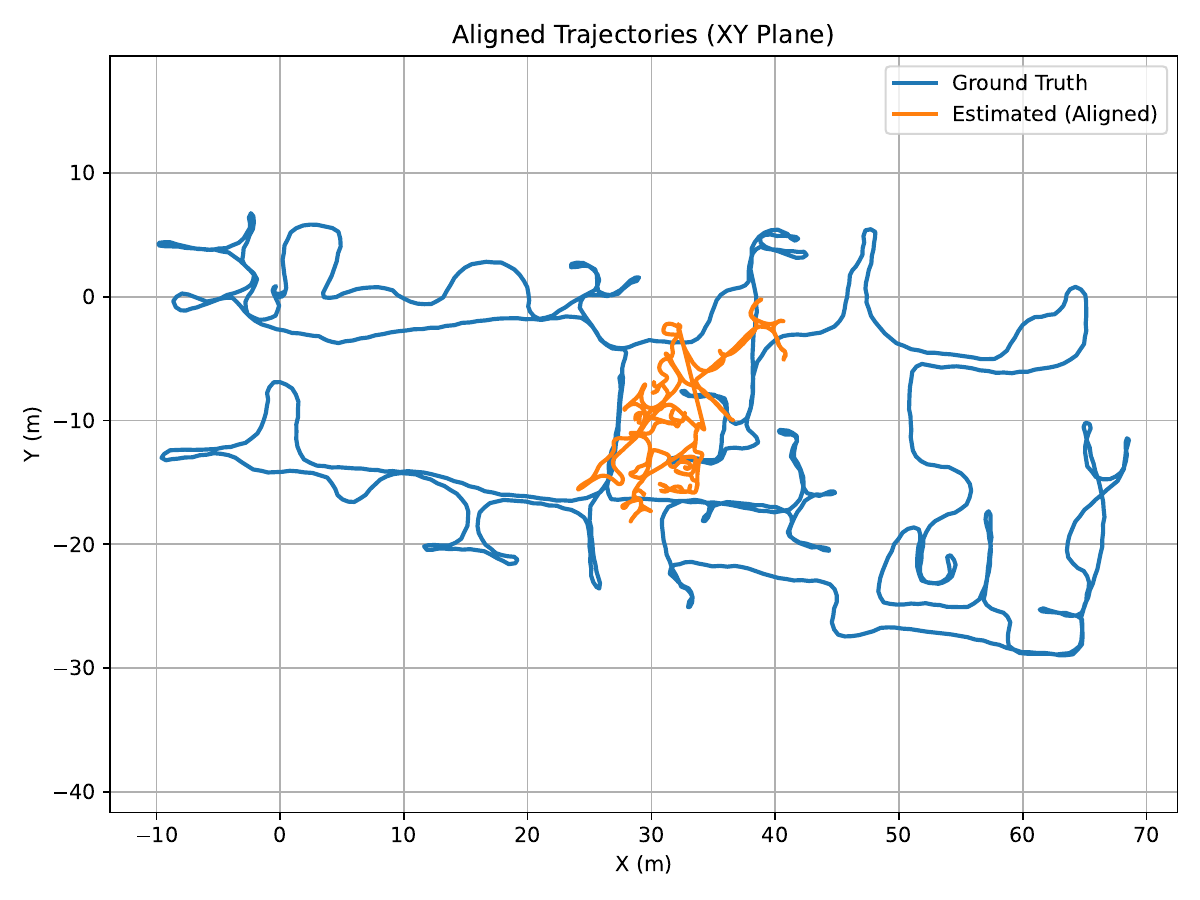 Aligned Trajectories (XY Plane)
Ground Truth
Estimated (Aligned)
Y (m)
10
0
−10
−20
−30
−40
−10 0 10 20 30 40 50 60 70
X (m)